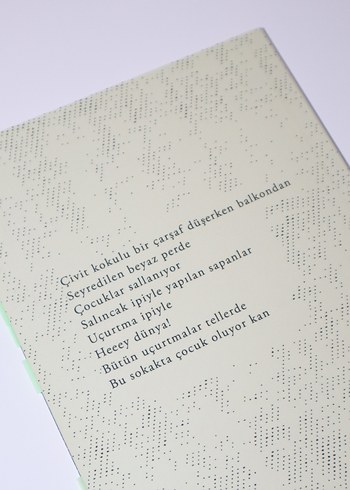 Çivit kokulu bir çarşaf düşerken balkondan
Seyredilen beyaz perde
Çocuklar sallanıyor
Salıncak ipiyle yapılan sapanlar
Uçurtma ipiyle
Heeey dünya!
Bütün uçurtmalar tellerde
Bu sokakta çocuk oluyor kan